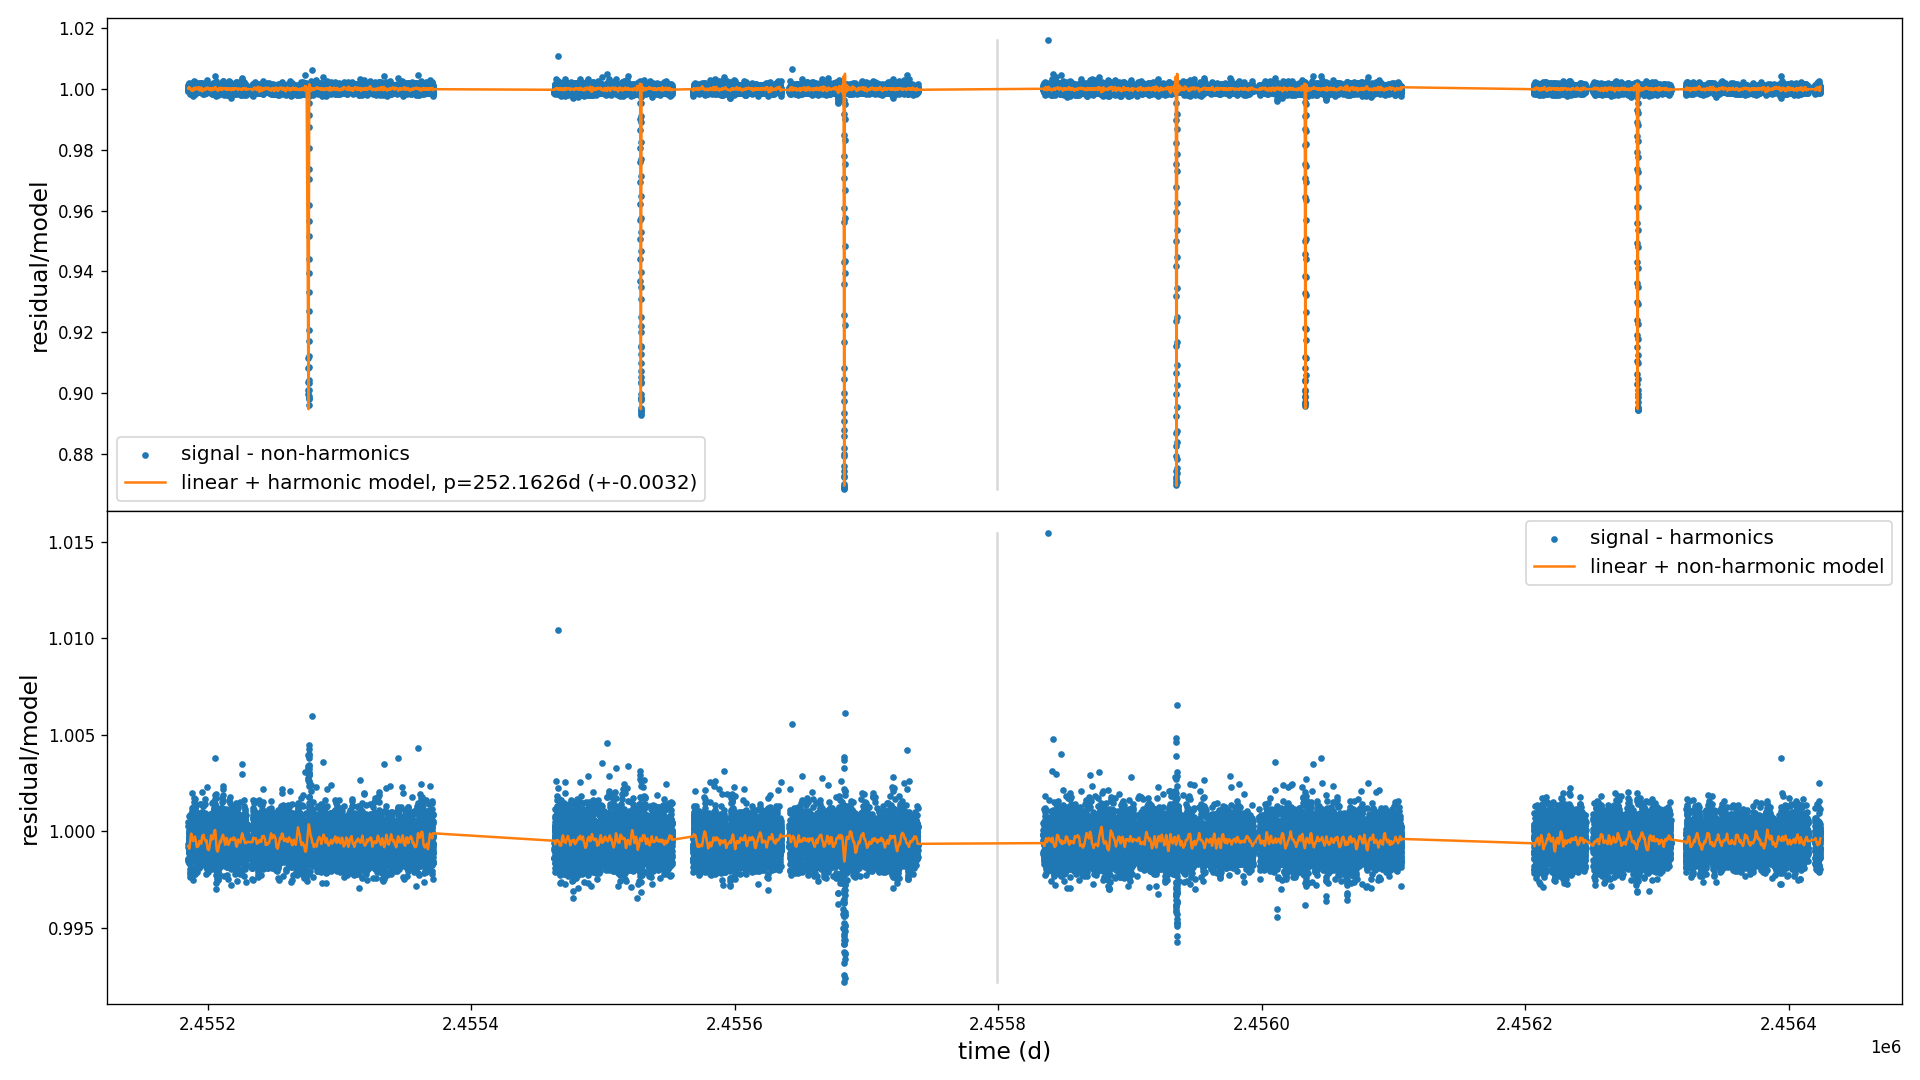 1.02
1.00
0.98
0.96
0.94
0.92
0.90
0.88
residual/model
signal - non-harmonics
linear + harmonic model, p=252.1626d (+-0.0032)
1.015
1.010
1.005
1.000
0.995
residual/model
signal - harmonics
linear + non-harmonic model
2.4552
2.4554
2.4556
2.4558
2.4560
2.4562
2.4564
1e6
time (d)